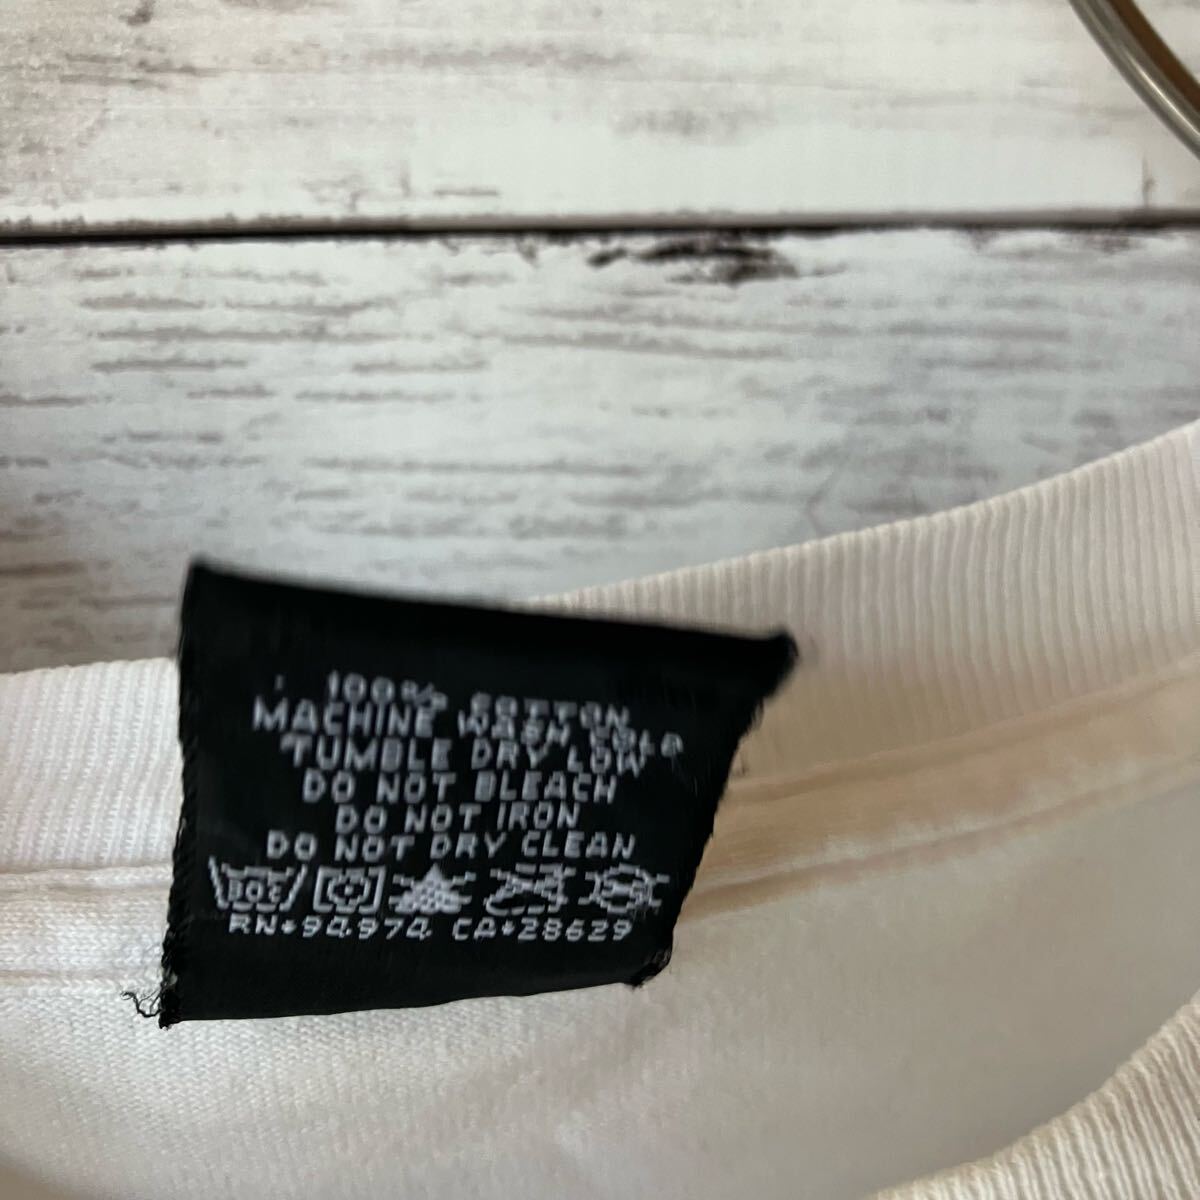 100% COTTON
MACHINE WASH COLD
TUMBLE DRY LOW
DO NOT BLEACH
DO NOT IRON
DO NOT DRY CLEAN
30C
RN*94974 CA*28629